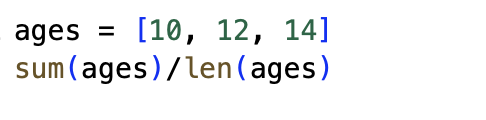 ages = [10, 12, 14]
sum(ages)/len(ages)